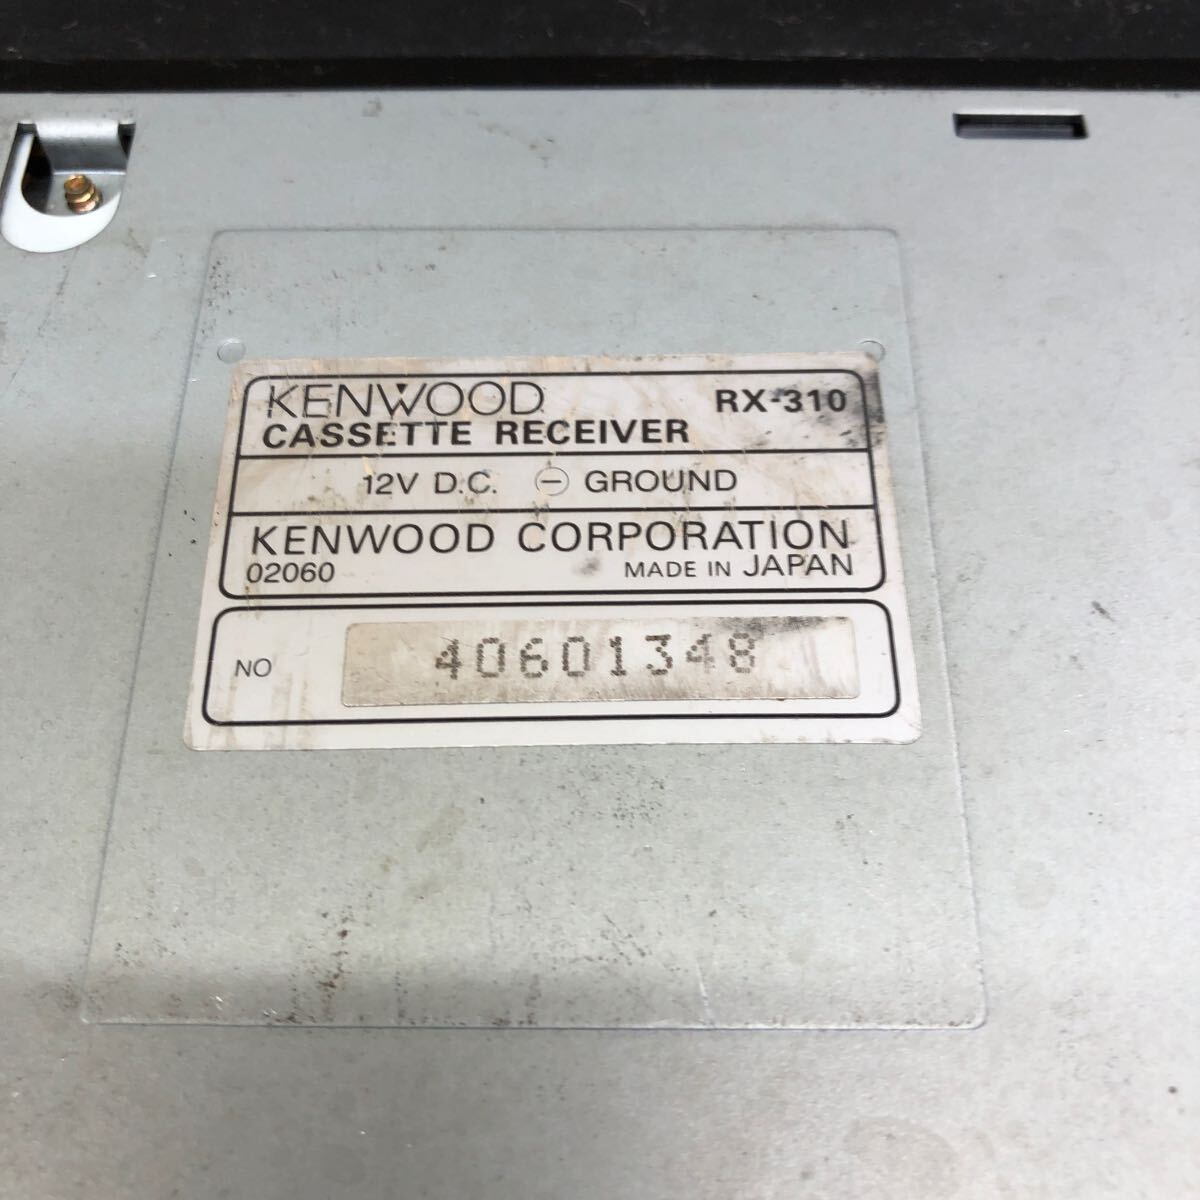 KENWOOD RX-310
CASSETTE RECEIVER
12V D.C. ⊖ GROUND
KENWOOD CORPORATION
02060 MADE IN JAPAN
NO 40601348